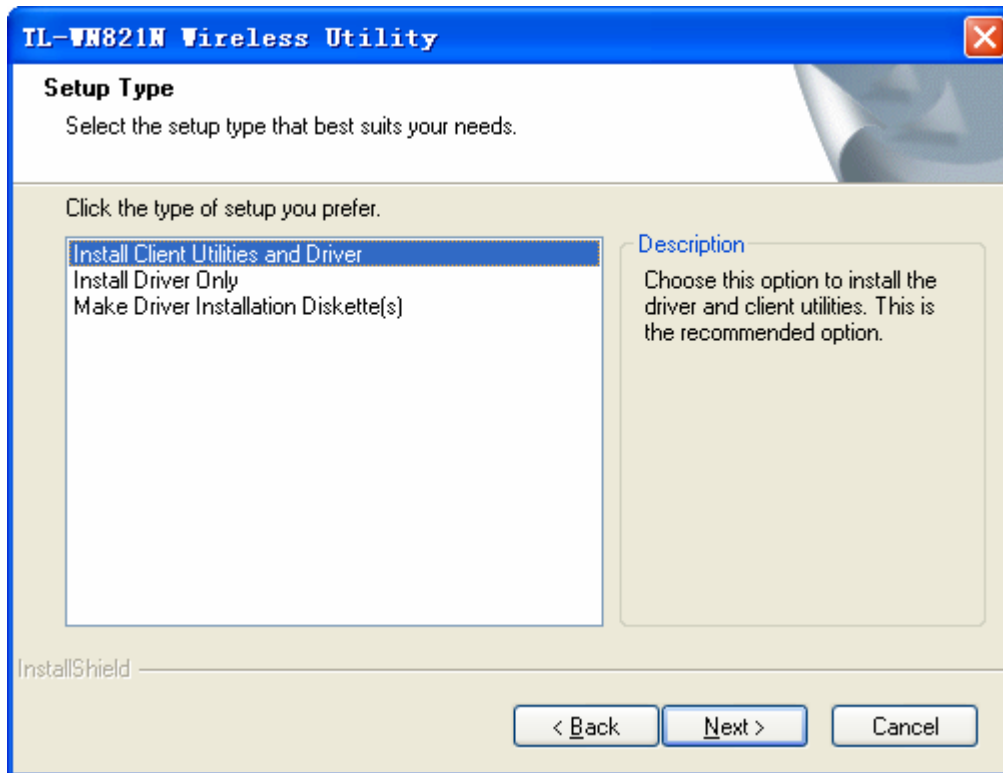 TL-WN821N Wireless Utility
Setup Type
Select the setup type that best suits your needs.
Click the type of setup you prefer.
Install Client Utilities and Driver
Install Driver Only
Make Driver Installation Diskette(s)
Description
Choose this option to install the
driver and client utilities. This is
the recommended option.
InstallShield
< Back
Next >
Cancel